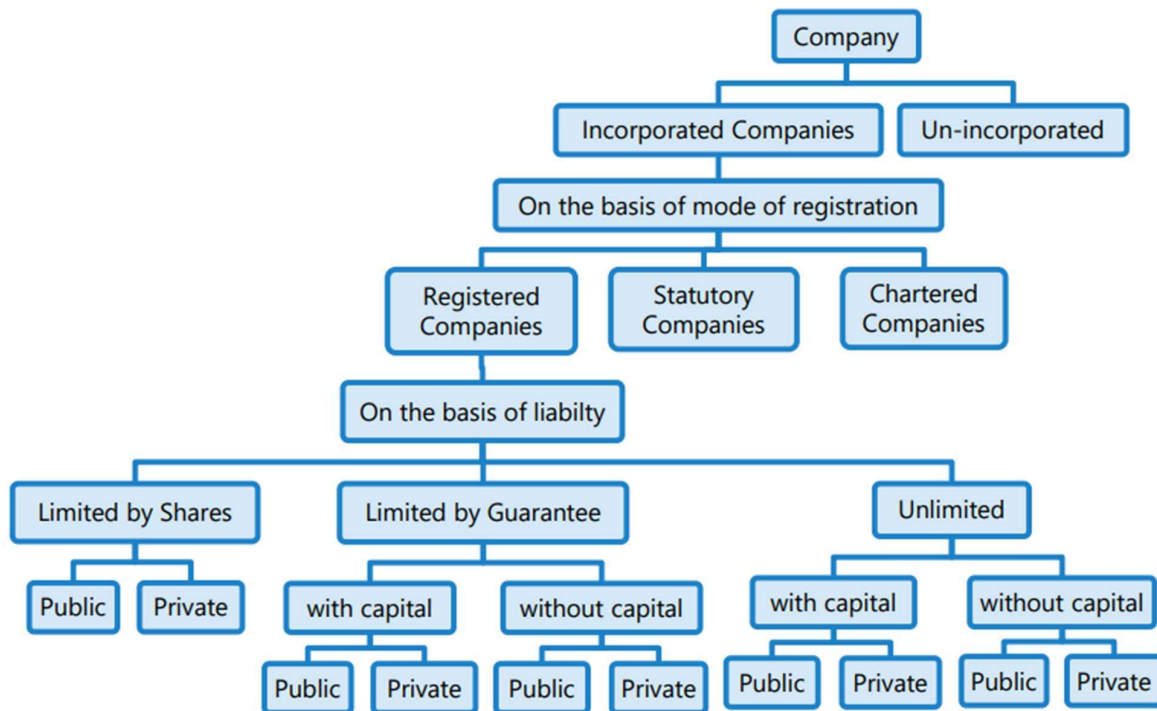 Company
Incorporated Companies
Un-incorporated
On the basis of mode of registration
Registered
Companies
Statutory
Companies
Chartered
Companies
On the basis of liabilty
Limited by Shares
Limited by Guarantee
Unlimited
Public
Private
with capital
without capital
with capital
without capital
Public
Private
Public
Private
Public
Private
Public
Private